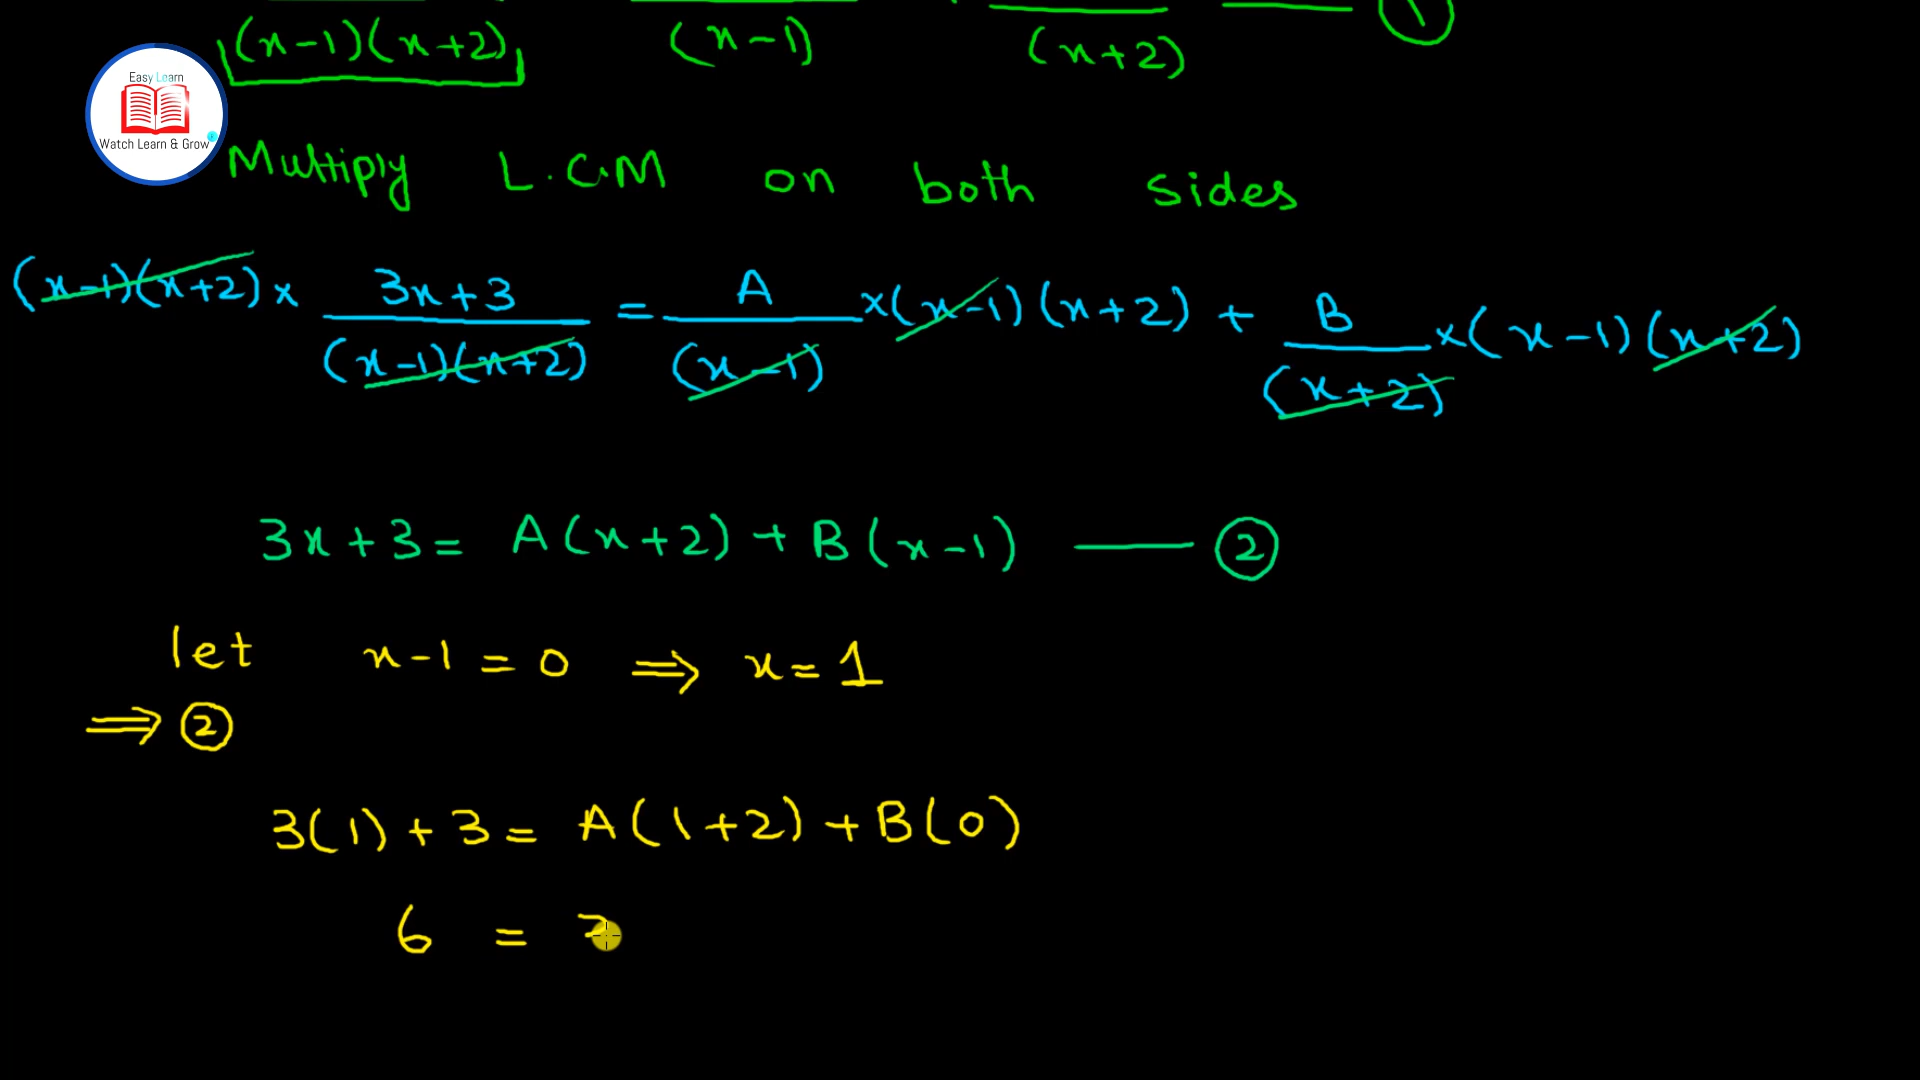 (x-1)(x+2) (x-1) (x+2) 1
Easy Learn
Watch Learn & Grow
Multiply L.C.M on both sides
(x-1)(x+2) × 3x+3 = A ×(x-1)(x+2) + B ×(x-1)(x+2)
(x-1)(x+2) (x-1) (x+2)
3x+3 = A(x+2)+B(x-1) —— 2
let x-1=0 ⇒ x=1
⇒ 2
3(1)+3 = A(1+2)+B(0)
6 =